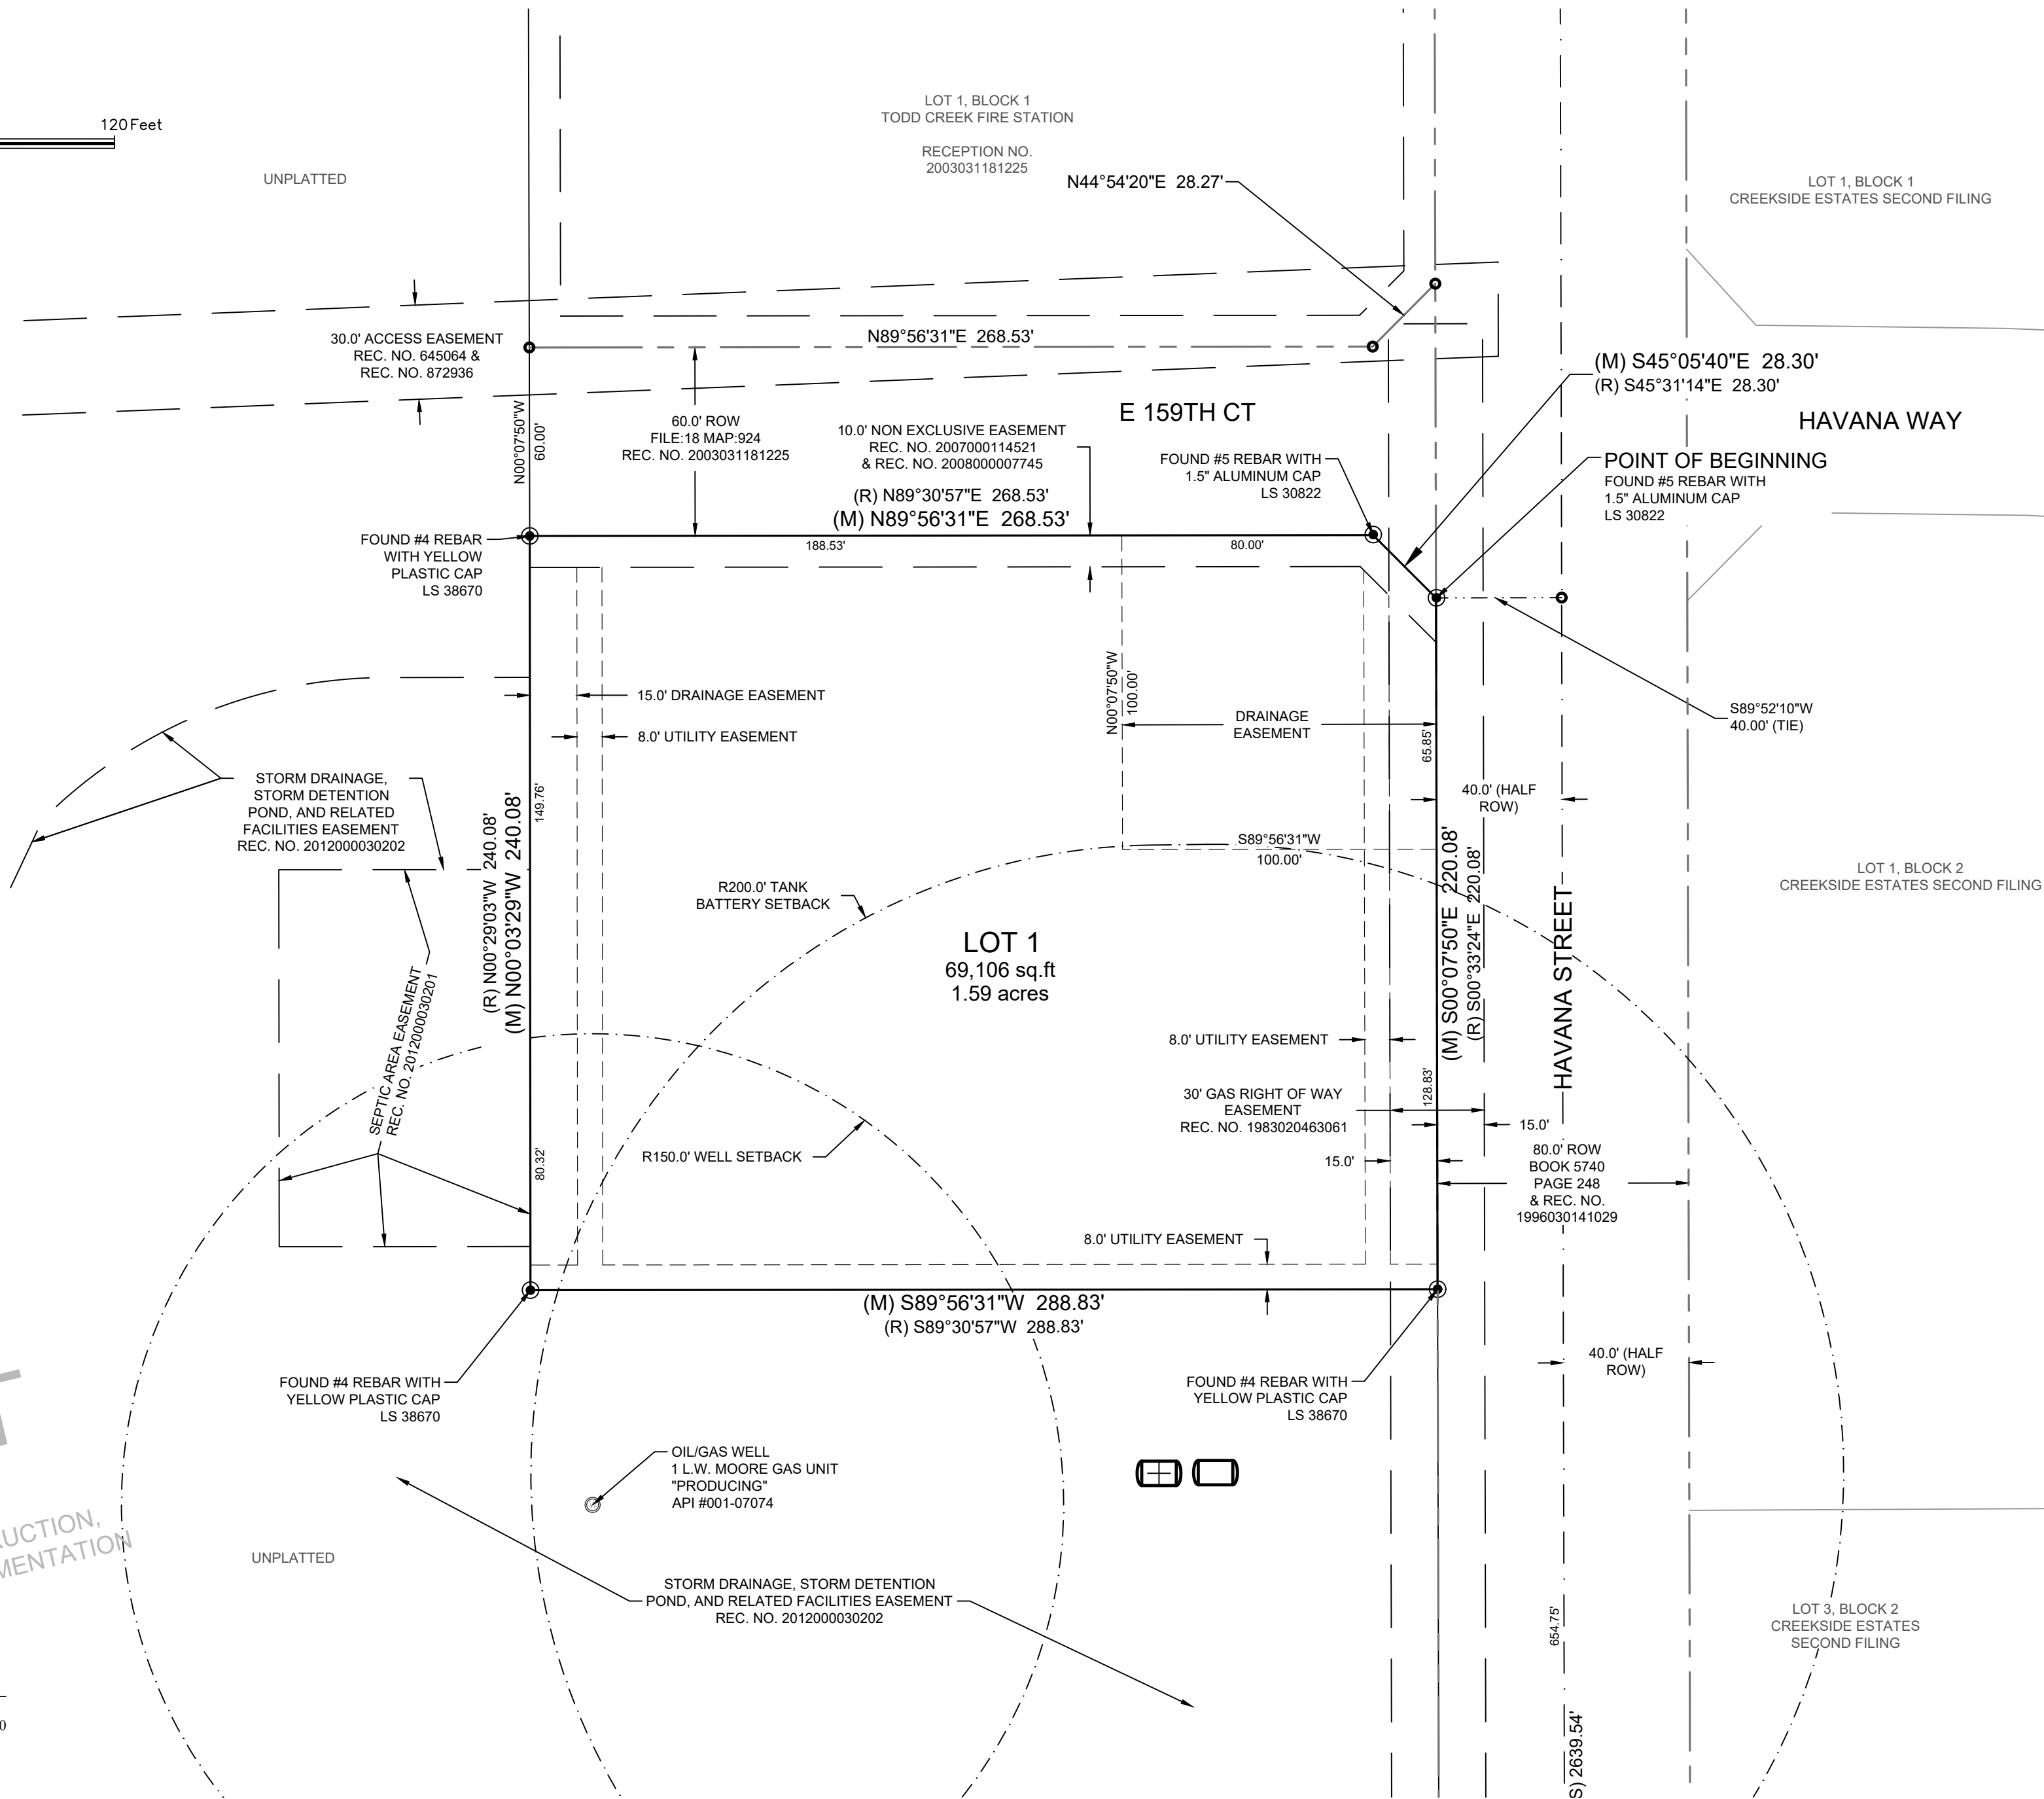 120 Feet
UNPLATTED
LOT 1, BLOCK 1
TODD CREEK FIRE STATION
RECEPTION NO.
2003031181225
N44°54'20"E 28.27'
LOT 1, BLOCK 1
CREEKSIDE ESTATES SECOND FILING
30.0' ACCESS EASEMENT
REC. NO. 645064 &
REC. NO. 872936
N89°56'31"E 268.53'
(M) S45°05'40"E 28.30'
(R) S45°31'14"E 28.30'
N00°07'50"W
60.00'
60.0' ROW
FILE:18 MAP:924
REC. NO. 2003031181225
E 159TH CT
HAVANA WAY
10.0' NON EXCLUSIVE EASEMENT
REC. NO. 2007000114521
& REC. NO. 2008000007745
FOUND #5 REBAR WITH
1.5" ALUMINUM CAP
LS 30822
POINT OF BEGINNING
FOUND #5 REBAR WITH
1.5" ALUMINUM CAP
LS 30822
(R) N89°30'57"E 268.53'
(M) N89°56'31"E 268.53'
188.53'
80.00'
FOUND #4 REBAR
WITH YELLOW
PLASTIC CAP
LS 38670
15.0' DRAINAGE EASEMENT
8.0' UTILITY EASEMENT
N00°07'50"W
100.00'
DRAINAGE
EASEMENT
65.85'
S89°52'10"W
40.00' (TIE)
STORM DRAINAGE,
STORM DETENTION
POND, AND RELATED
FACILITIES EASEMENT
REC. NO. 2012000030202
149.76'
40.0' (HALF
ROW)
(R) N00°29'03"W 240.08'
(M) N00°03'29"W 240.08'
S89°56'31"W
100.00'
R200.0' TANK
BATTERY SETBACK
(M) S00°07'50"E 220.08'
(R) S00°33'24"E 220.08'
HAVANA STREET
LOT 1, BLOCK 2
CREEKSIDE ESTATES SECOND FILING
LOT 1
69,106 sq.ft
1.59 acres
SEPTIC AREA EASEMENT
REC. NO. 2012000030201
8.0' UTILITY EASEMENT
128.83'
30' GAS RIGHT OF WAY
EASEMENT
REC. NO. 1983020463061
15.0'
R150.0' WELL SETBACK
80.32'
15.0'
80.0' ROW
BOOK 5740
PAGE 248
& REC. NO.
1996030141029
8.0' UTILITY EASEMENT
(M) S89°56'31"W 288.83'
(R) S89°30'57"W 288.83'
40.0' (HALF
ROW)
FOUND #4 REBAR WITH
YELLOW PLASTIC CAP
LS 38670
FOUND #4 REBAR WITH
YELLOW PLASTIC CAP
LS 38670
T
OIL/GAS WELL
1 L.W. MOORE GAS UNIT
"PRODUCING"
API #001-07074
UCTION,
MENTATION
UNPLATTED
STORM DRAINAGE, STORM DETENTION
POND, AND RELATED FACILITIES EASEMENT
REC. NO. 2012000030202
654.75'
LOT 3, BLOCK 2
CREEKSIDE ESTATES
SECOND FILING
S) 2639.54'
0